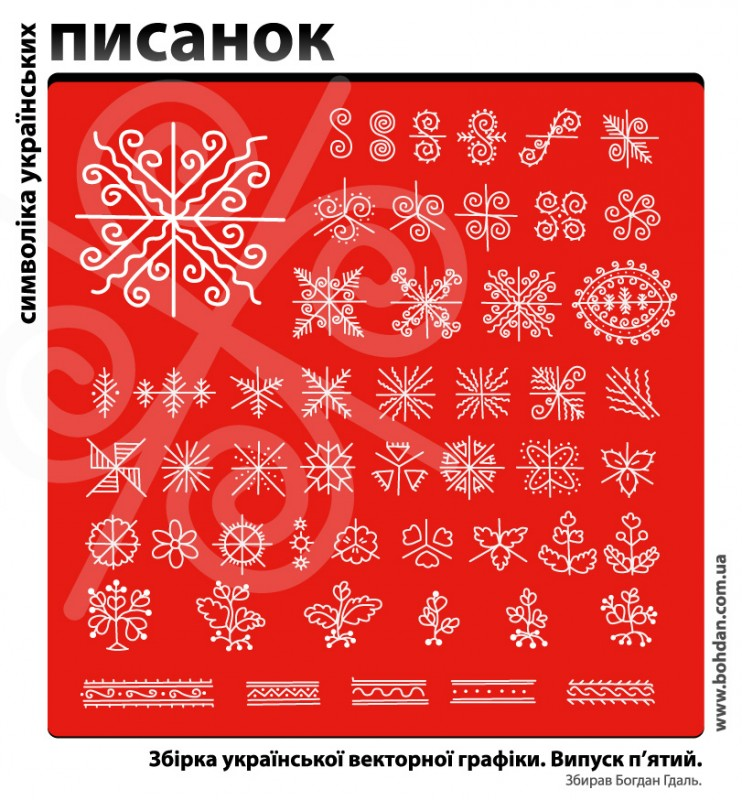 символіка українських
писанок
www.bohdan.com.ua
Збірка української векторної графіки. Випуск п’ятий.
Збирав Богдан Гдаль.